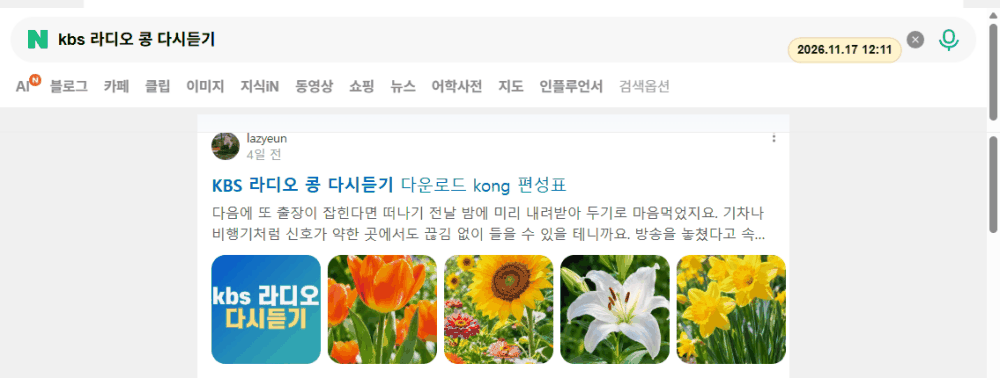 N kbs 라디오 콩 다시듣기
2026.11.17 12:11
AI N 블로그 카페 클립 이미지 지식iN 동영상 쇼핑 뉴스 어학사전 지도 인플루언서 검색옵션
lazyeun
4일 전
KBS 라디오 콩 다시듣기 다운로드 kong 편성표
다음에 또 출장이 잡힌다면 떠나기 전날 밤에 미리 내려받아 두기로 마음먹었지요. 기차나
비행기처럼 신호가 약한 곳에서도 끊김 없이 들을 수 있을 테니까요. 방송을 놓쳤다고 속...
kbs 라디오
다시듣기